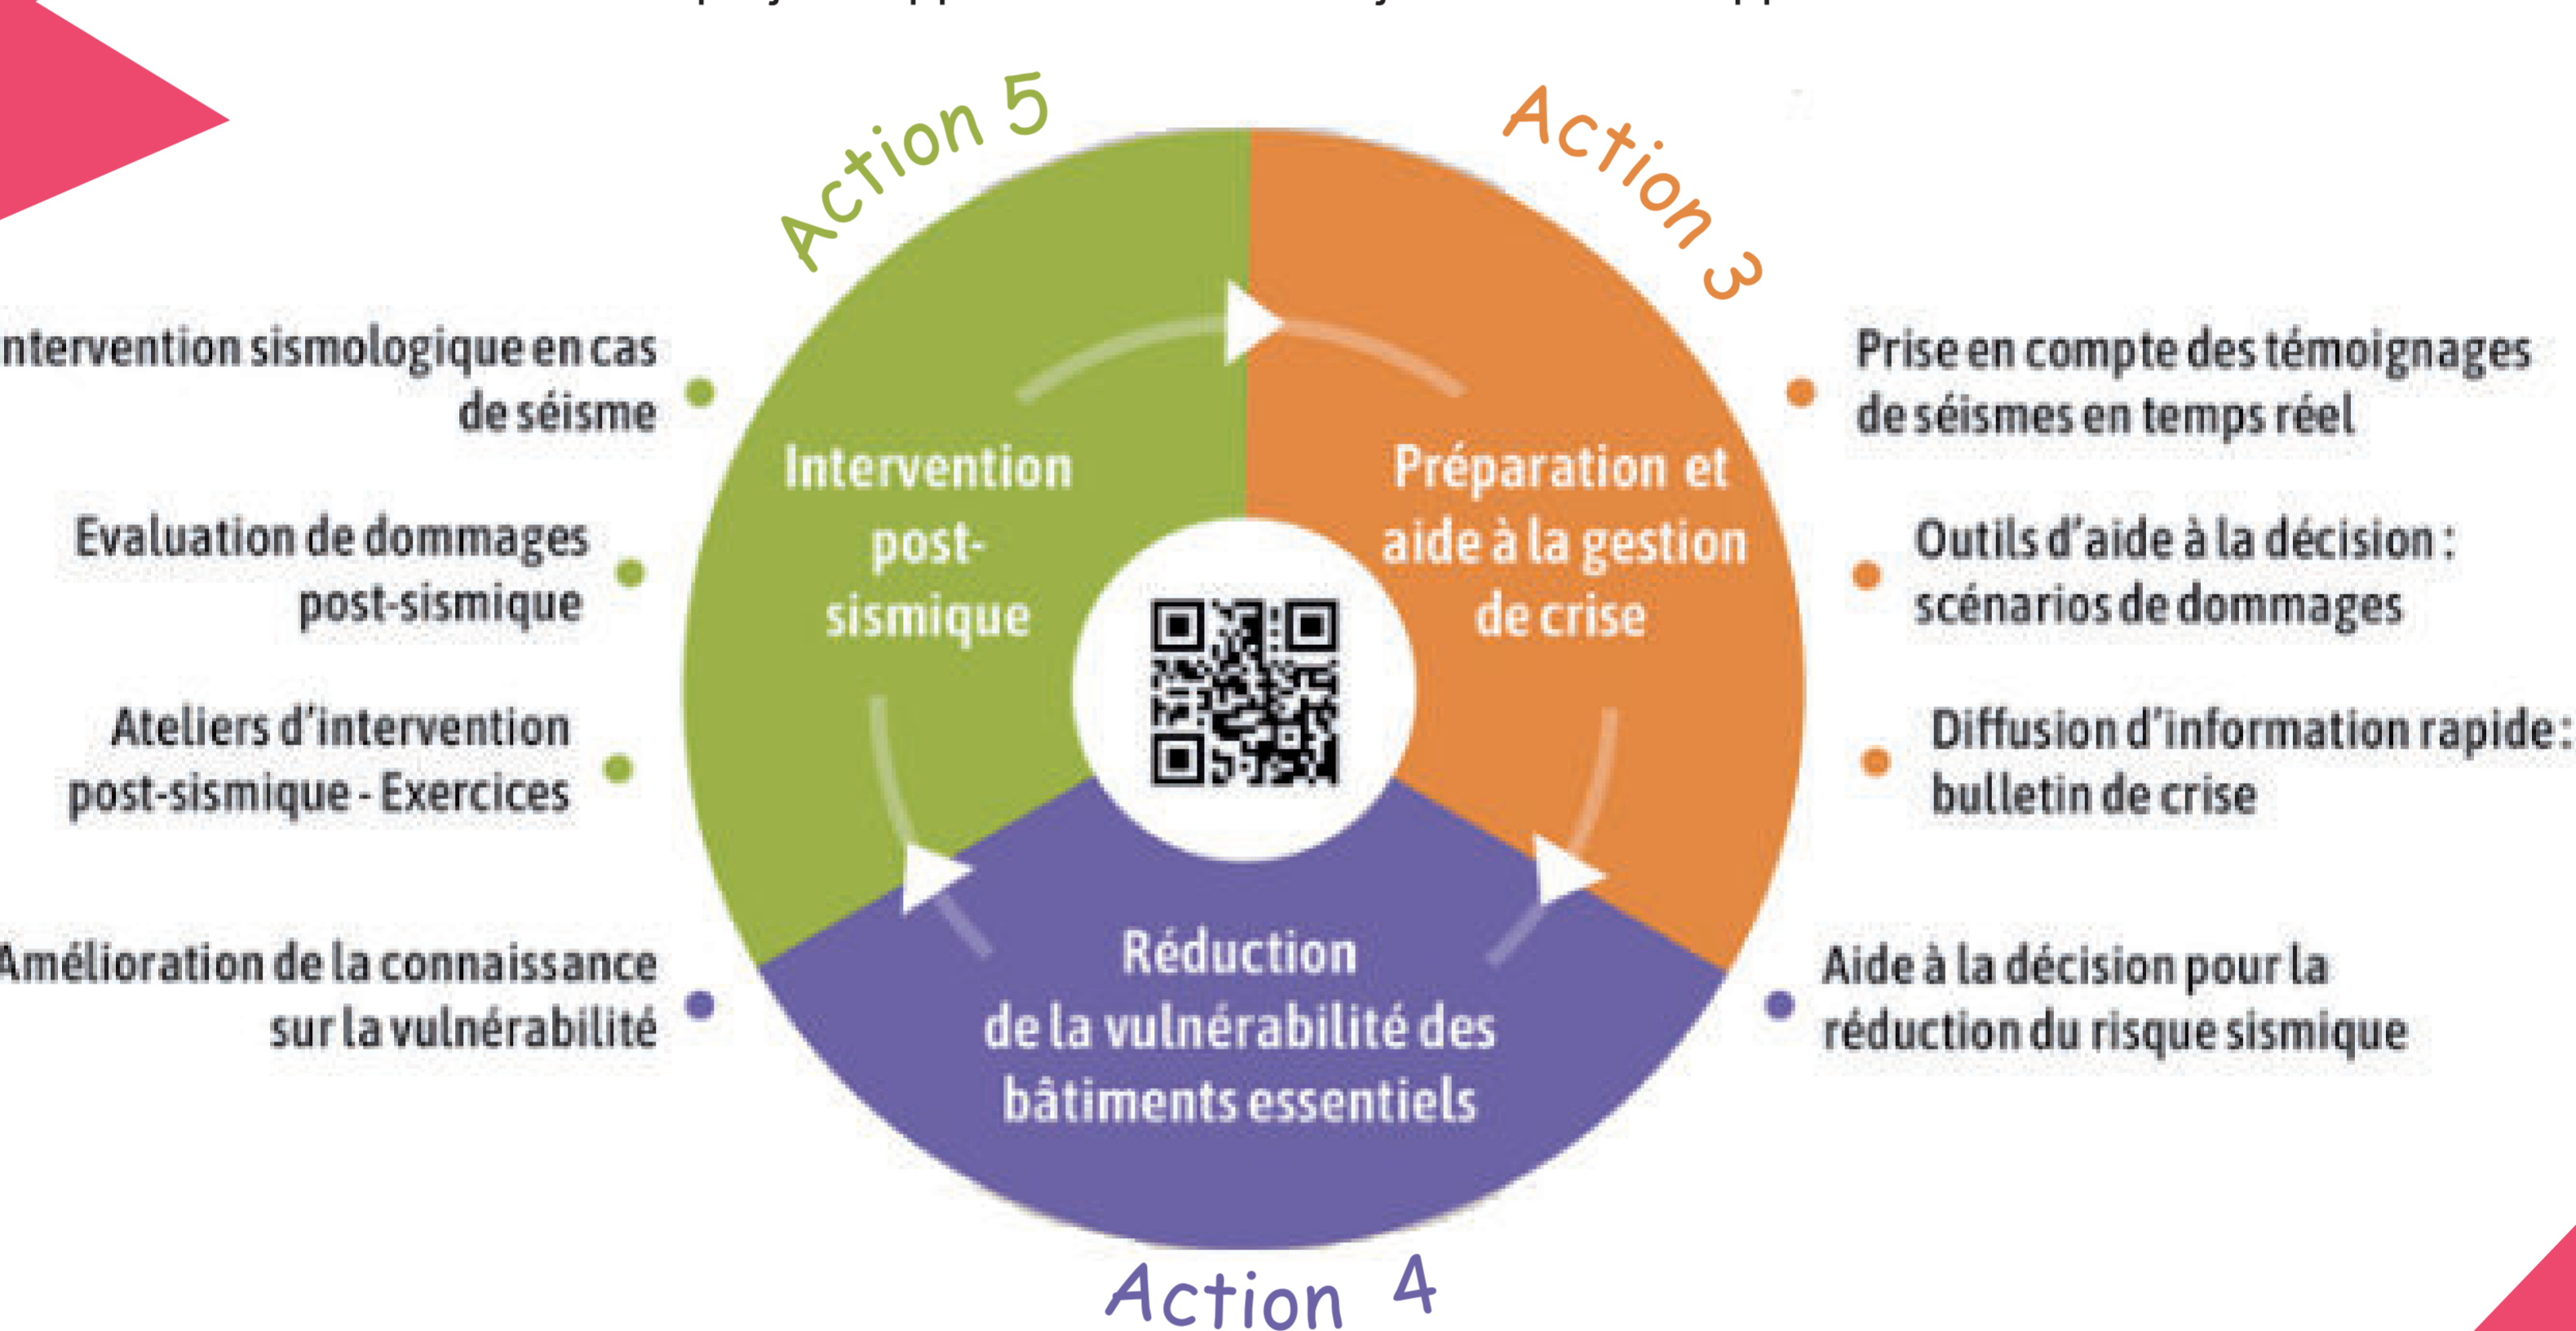 Action 5
Action 3
ntervention sismologique en cas
de séisme
Evaluation de dommages
post-sismique
Ateliers d'intervention
post-sismique - Exercices
Amélioration de la connaissance
sur la vulnérabilité
Intervention
post-
sismique
Préparation et
aide à la gestion
de crise
Réduction
de la vulnérabilité des
bâtiments essentiels
Prise en compte des témoignages
de séismes en temps réel
Outils d'aide à la décision :
scénarios de dommages
Diffusion d'information rapide :
bulletin de crise
Aide à la décision pour la
réduction du risque sismique
Action 4